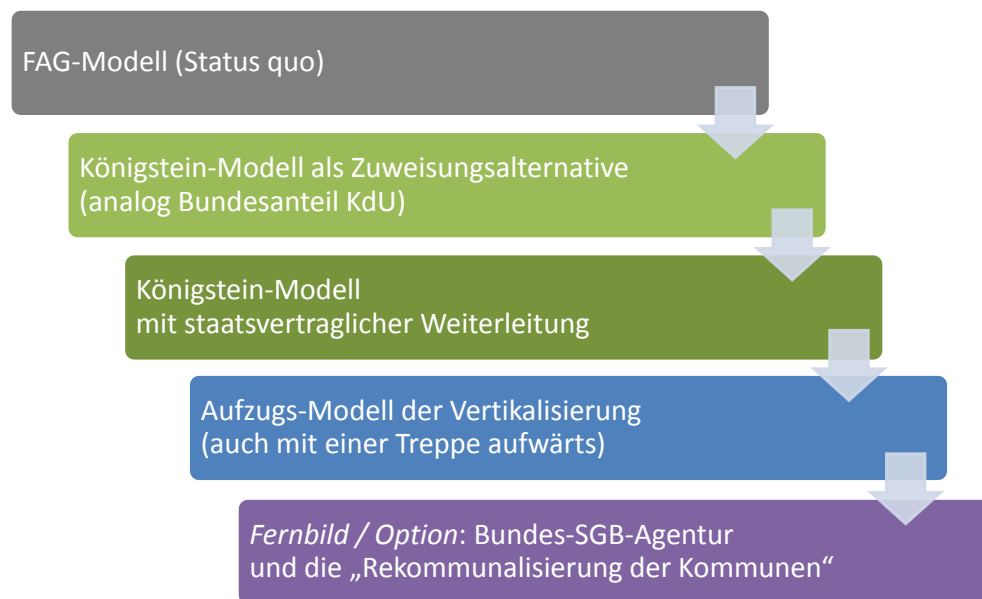 FAG-Modell (Status quo)
Königstein-Modell als Zuweisungsalternative
(analog Bundesanteil KdU)
Königstein-Modell
mit staatsvertraglicher Weiterleitung
Aufzugs-Modell der Vertikalisierung
(auch mit einer Treppe aufwärts)
Fernbild / Option: Bundes-SGB-Agentur
und die „Rekommunalisierung der Kommunen“